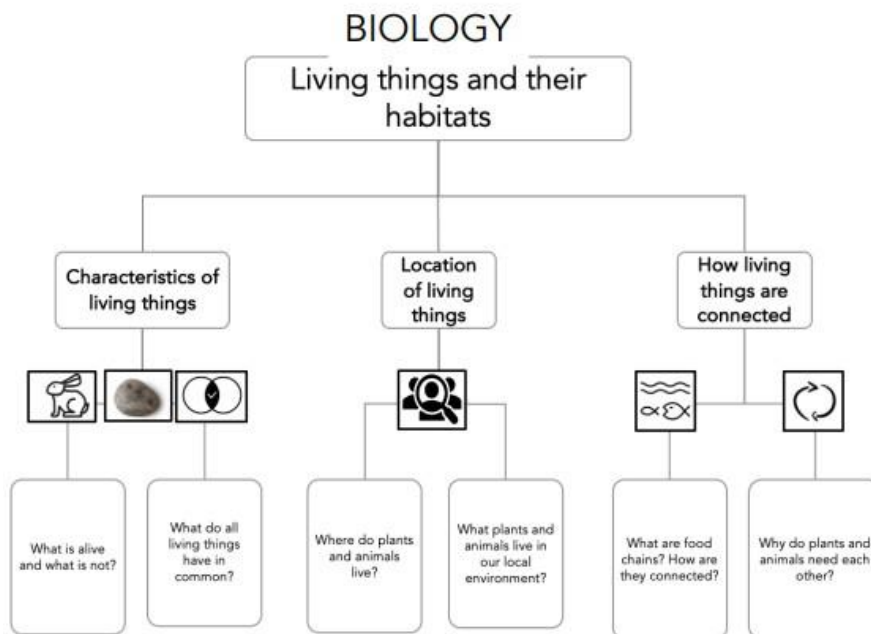 BIOLOGY
Living things and their
habitats
Characteristics of
living things
Location
of living
things
How living
things are
connected
What is alive
and what is not?
What do all
living things
have in
common?
Where do plants
and animals
live?
What plants and
animals live in
our local
environment?
What are food
chains? How are
they connected?
Why do plants and
animals need each
other?